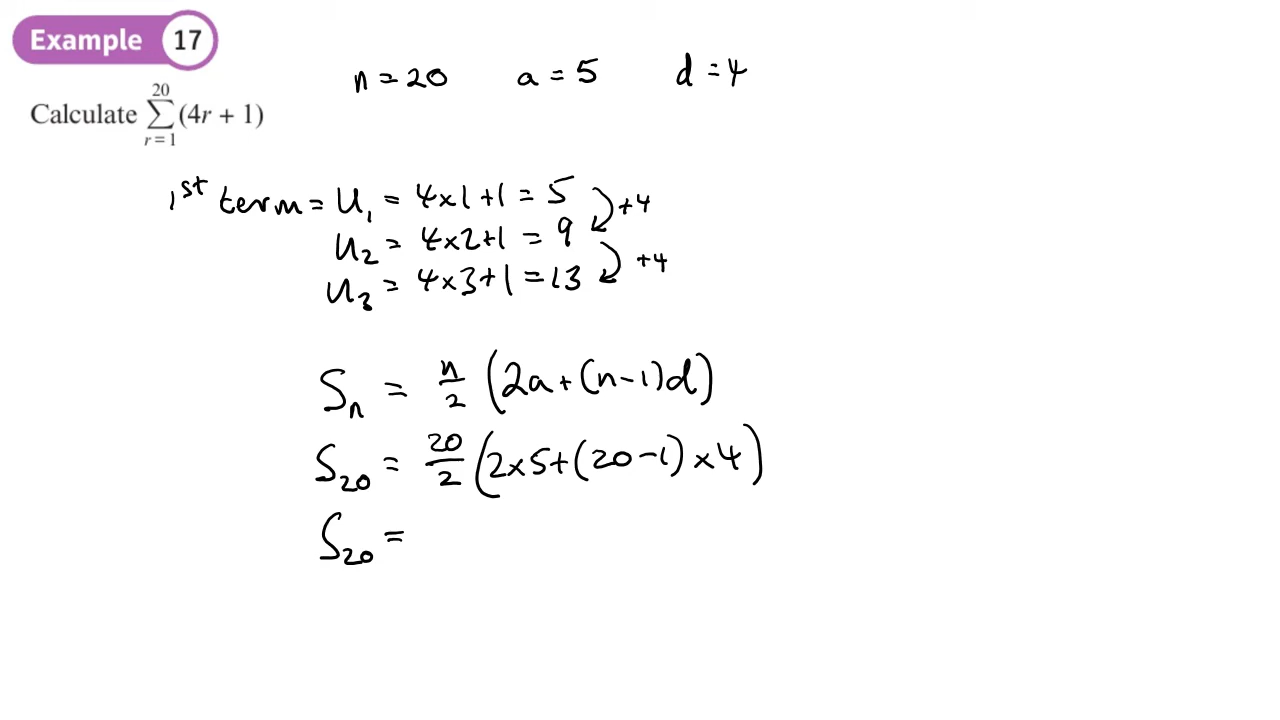 Example 17
n = 20 a = 5 d = 4
Calculate \sum_{r=1}^{20} (4r + 1)
1st term = U₁ = 4×1+1 = 5 +4
U₂ = 4×2+1 = 9 +4
U₃ = 4×3+1 = 13
Sₙ = n/2 (2a+(n-1)d)
S₂₀ = 20/2 (2×5+(20-1)×4)
S₂₀ =